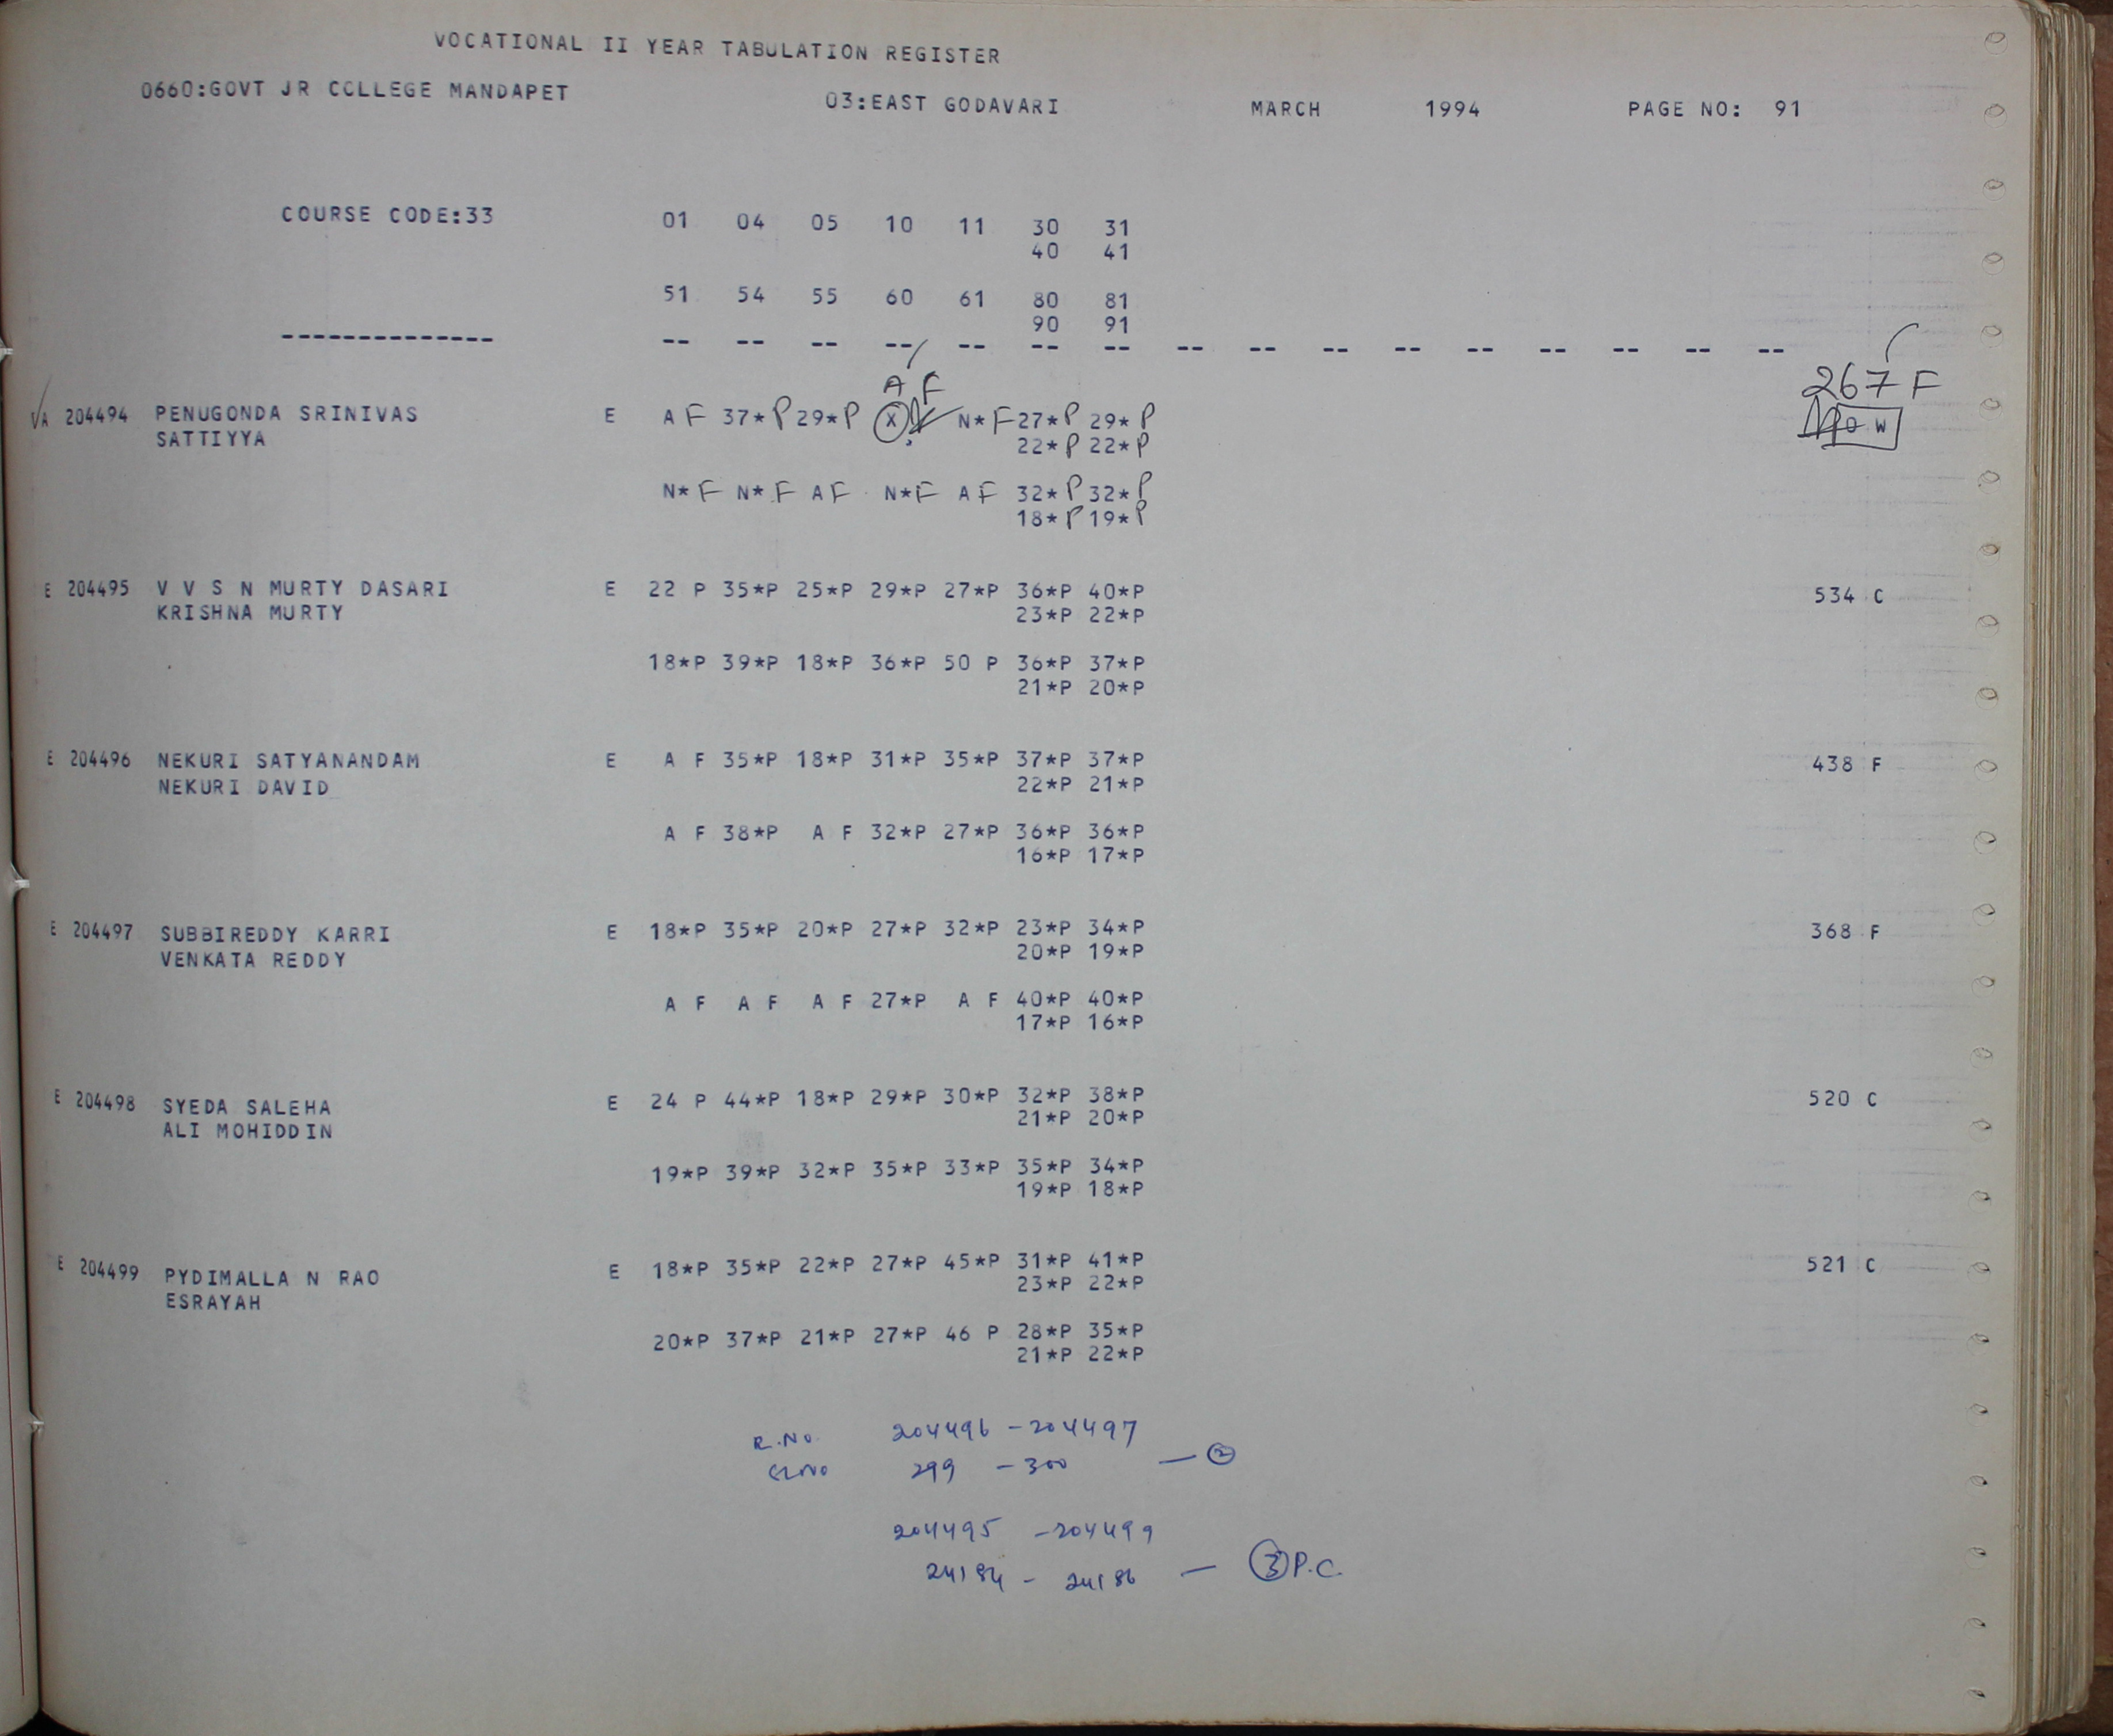 VOCATIONAL II YEAR TABULATION REGISTER
0660:GOVT JR COLLEGE MANDAPET 03:EAST GODAVARI MARCH 1994 PAGE NO: 91
COURSE CODE:33 01 04 05 10 11 30 31
40 41
51 54 55 60 61 80 81
90 91
-------------- -- -- -- -- -- -- -- -- -- -- -- -- -- -- -- --
A F 267 F
VA 204494 PENUGONDA SRINIVAS E A F 37*P 29*P X N*F 27*P 29*P W
SATTIYYA 22*P 22*P
N*F N*F A F N*F A F 32*P 32*P
18*P 19*P
E 204495 V V S N MURTY DASARI E 22 P 35*P 25*P 29*P 27*P 36*P 40*P 534 C
KRISHNA MURTY 23*P 22*P
18*P 39*P 18*P 36*P 50 P 36*P 37*P
21*P 20*P
E 204496 NEKURI SATYANANDAM E A F 35*P 18*P 31*P 35*P 37*P 37*P 438 F
NEKURI DAVID 22*P 21*P
A F 38*P A F 32*P 27*P 36*P 36*P
16*P 17*P
E 204497 SUBBIREDDY KARRI E 18*P 35*P 20*P 27*P 32*P 23*P 34*P 368 F
VENKATA REDDY 20*P 19*P
A F A F A F 27*P A F 40*P 40*P
17*P 16*P
E 204498 SYEDA SALEHA E 24 P 44*P 18*P 29*P 30*P 32*P 38*P 520 C
ALI MOHIDDIN 21*P 20*P
19*P 39*P 32*P 35*P 33*P 35*P 34*P
19*P 18*P
E 204499 PYDIMALLA N RAO E 18*P 35*P 22*P 27*P 45*P 31*P 41*P 521 C
ESRAYAH 23*P 22*P
20*P 37*P 21*P 27*P 46 P 28*P 35*P
21*P 22*P
R.No. 204496 - 204497
Sl.No 299 - 300 — 2
204495 - 204499
24184 - 24186 — 3 P.C.